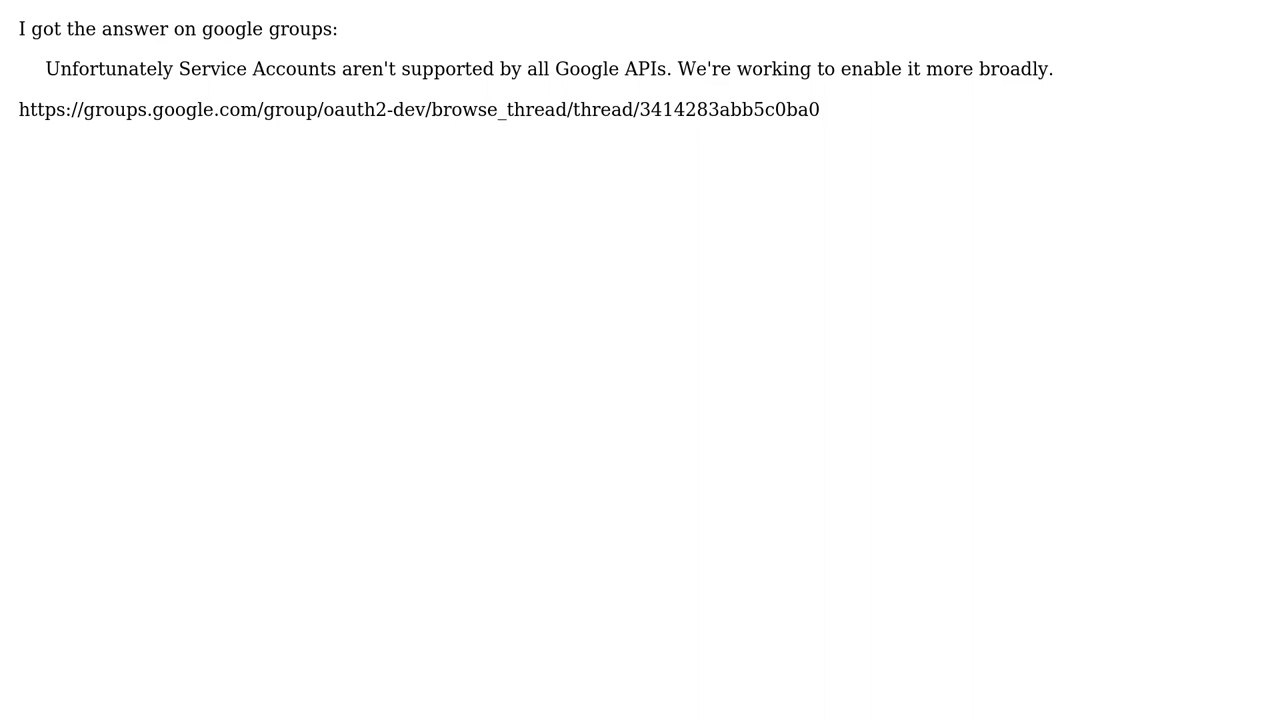 I got the answer on google groups:
Unfortunately Service Accounts aren't supported by all Google APIs. We're working to enable it more broadly.
https://groups.google.com/group/oauth2-dev/browse_thread/thread/3414283abb5c0ba0